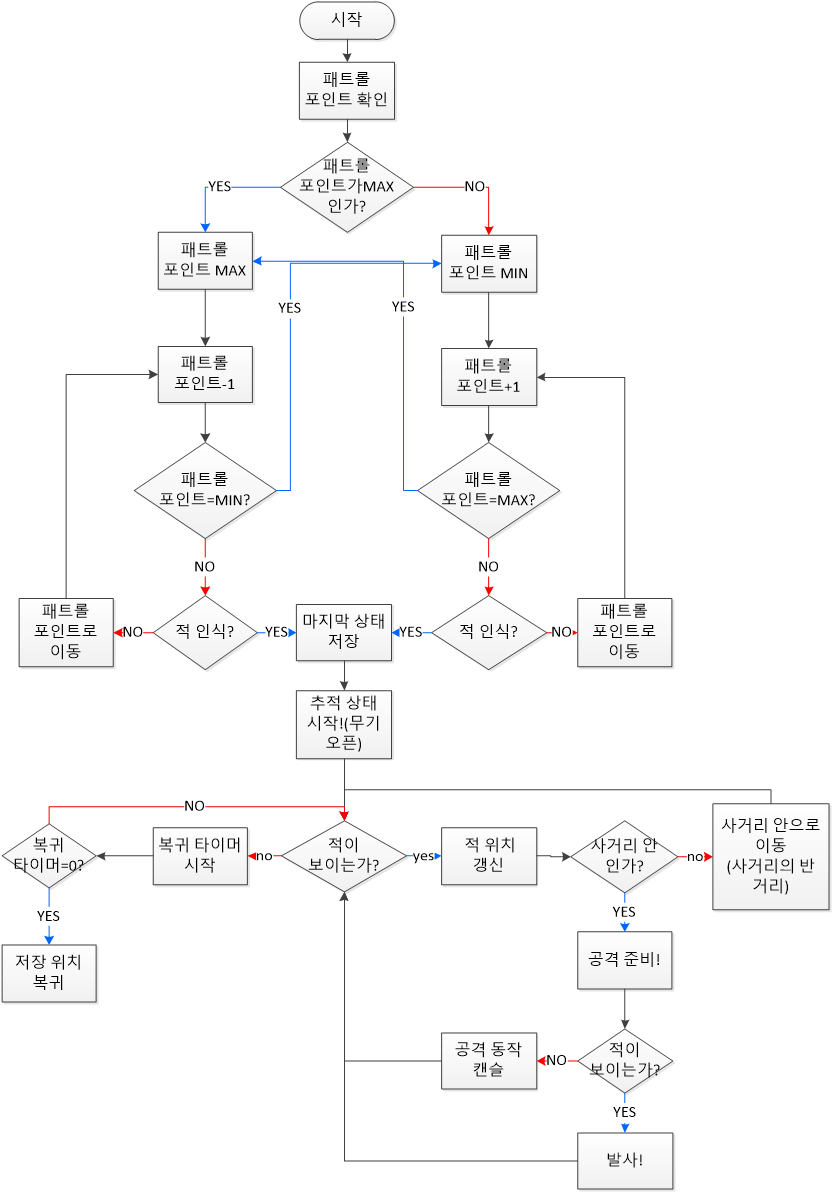 시작
패트롤
포인트 확인
패트롤
포인트가MAX
인가?
YES
NO
패트롤
포인트 MAX
패트롤
포인트 MIN
YES
YES
패트롤
포인트-1
패트롤
포인트+1
패트롤
포인트=MIN?
패트롤
포인트=MAX?
NO
NO
패트롤
포인트로
이동
NO
적 인식?
YES
마지막 상태
저장
YES
적 인식?
NO
패트롤
포인트로
이동
추적 상태
시작!(무기
오픈)
NO
복귀
타이머=0?
복귀 타이머
시작
no
적이
보이는가?
yes
적 위치
갱신
사거리 안
인가?
no
사거리 안으로
이동
(사거리의 반
거리)
YES
YES
저장 위치
복귀
공격 준비!
공격 동작
캔슬
NO
적이
보이는가?
YES
발사!